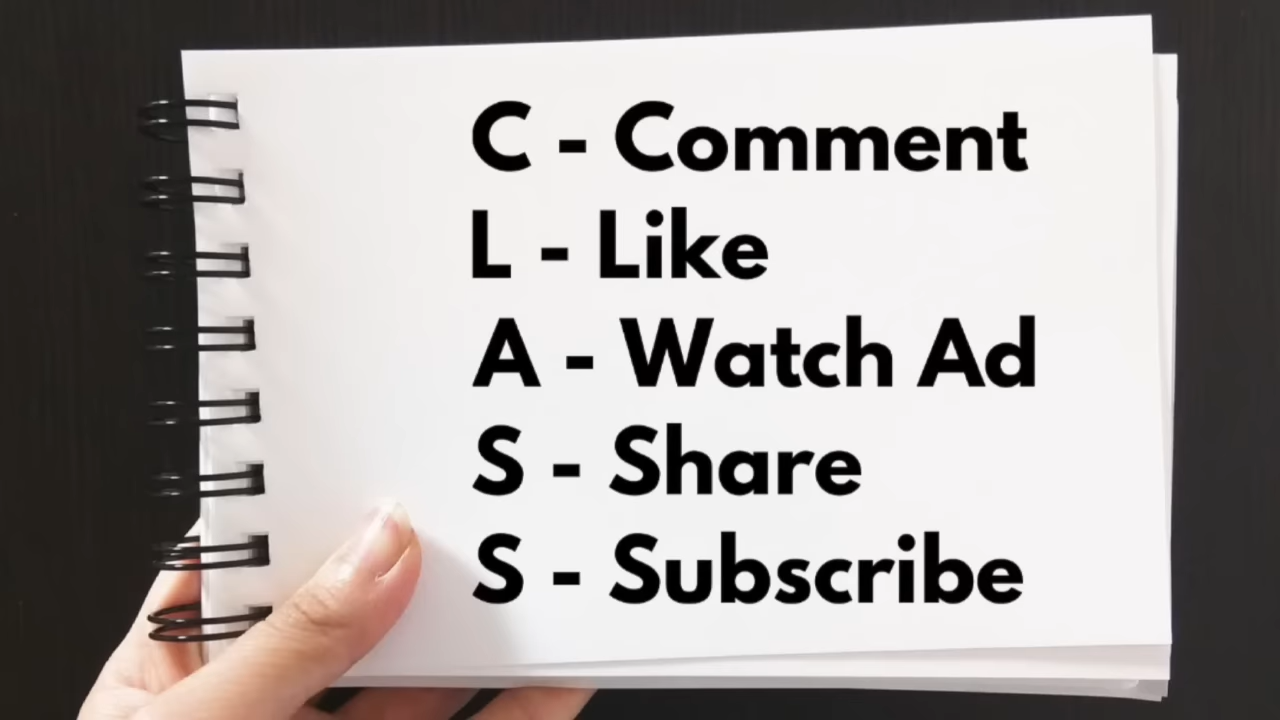 C - Comment
L - Like
A - Watch Ad
S - Share
S - Subscribe